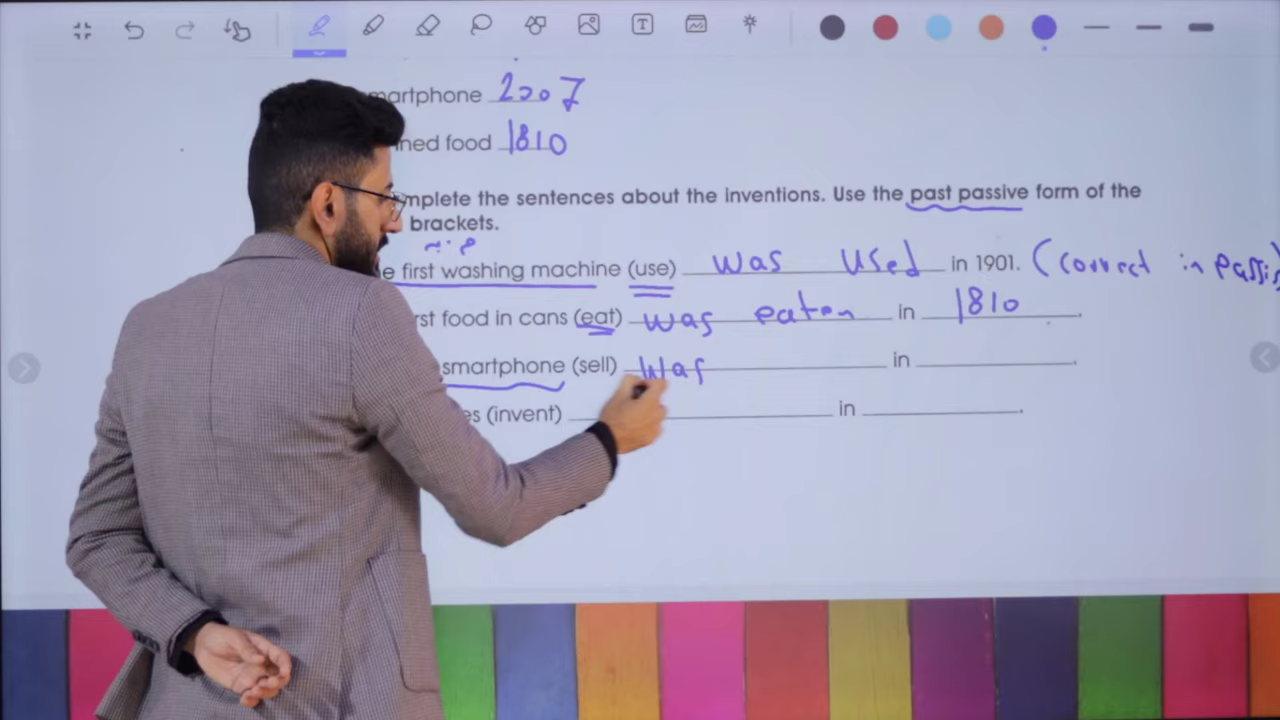 martphone 2007
ned food 1810
mplete the sentences about the inventions. Use the past passive form of the
brackets.
e first washing machine (use) was used in 1901. (correct in passi
rst food in cans (eat) was eaten in 1810.
smartphone (sell) was in .
es (invent) in .